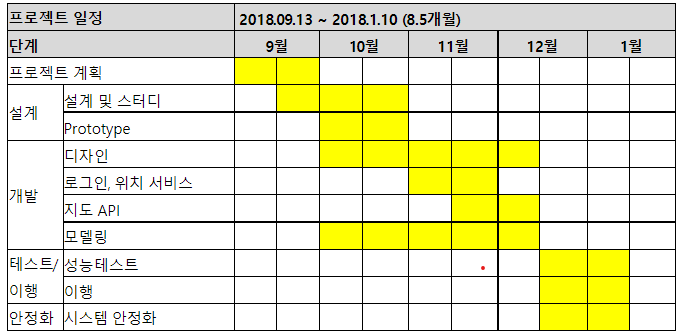 프로젝트 일정 2018.09.13 ~ 2018.1.10 (8.5개월)
단계 9월 10월 11월 12월 1월
프로젝트 계획
설계 설계 및 스터디
Prototype
개발 디자인
로그인, 위치 서비스
지도 API
모델링
테스트/ 성능테스트
이행 이행
안정화 시스템 안정화